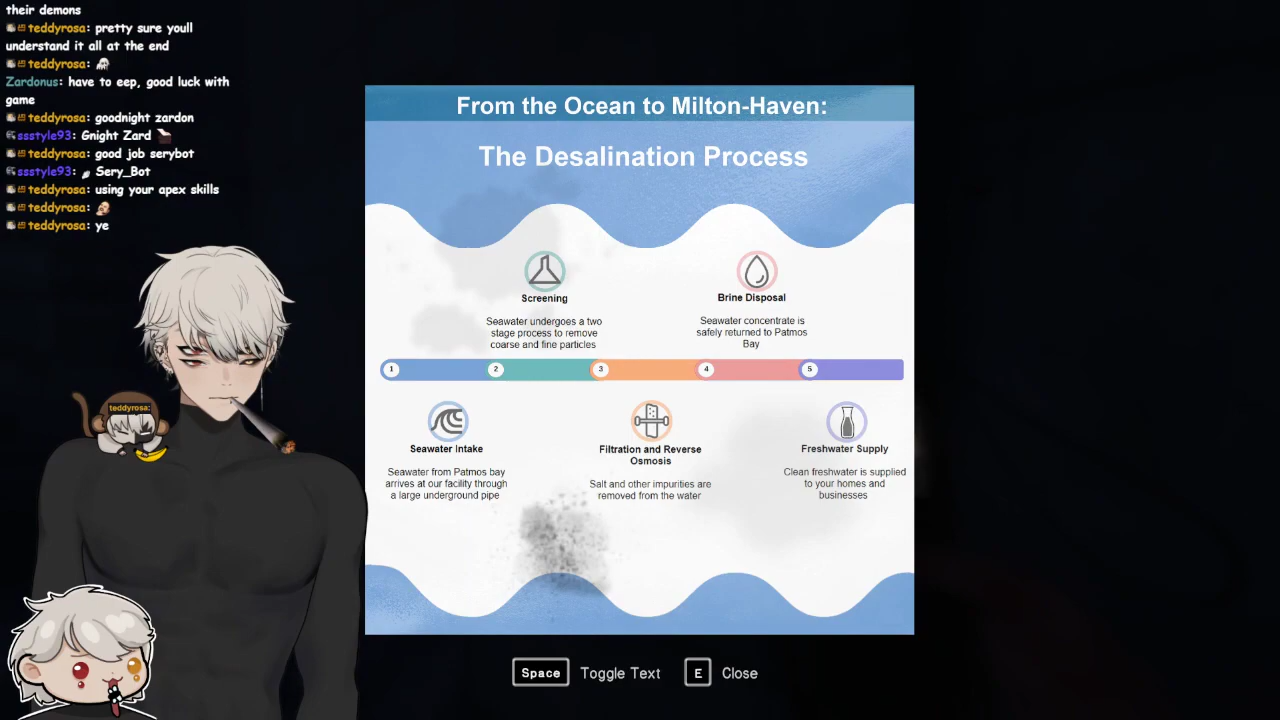 their demons
teddyrosa: pretty sure youll
understand it all at the end
teddyrosa:
Zardonus: have to eep, good luck with
game
teddyrosa: goodnight zardon
ssstyle93: Gnight Zard
teddyrosa: good job serybot
ssstyle93: Sery_Bot
teddyrosa: using your apex skills
teddyrosa:
teddyrosa: ye
teddyrosa:
From the Ocean to Milton-Haven:
The Desalination Process
Screening
Seawater undergoes a two
stage process to remove
coarse and fine particles
Brine Disposal
Seawater concentrate is
safely returned to Patmos
Bay
1
2
3
4
5
Seawater Intake
Seawater from Patmos bay
arrives at our facility through
a large underground pipe
Filtration and Reverse
Osmosis
Salt and other impurities are
removed from the water
Freshwater Supply
Clean freshwater is supplied
to your homes and
businesses
Space Toggle Text E Close